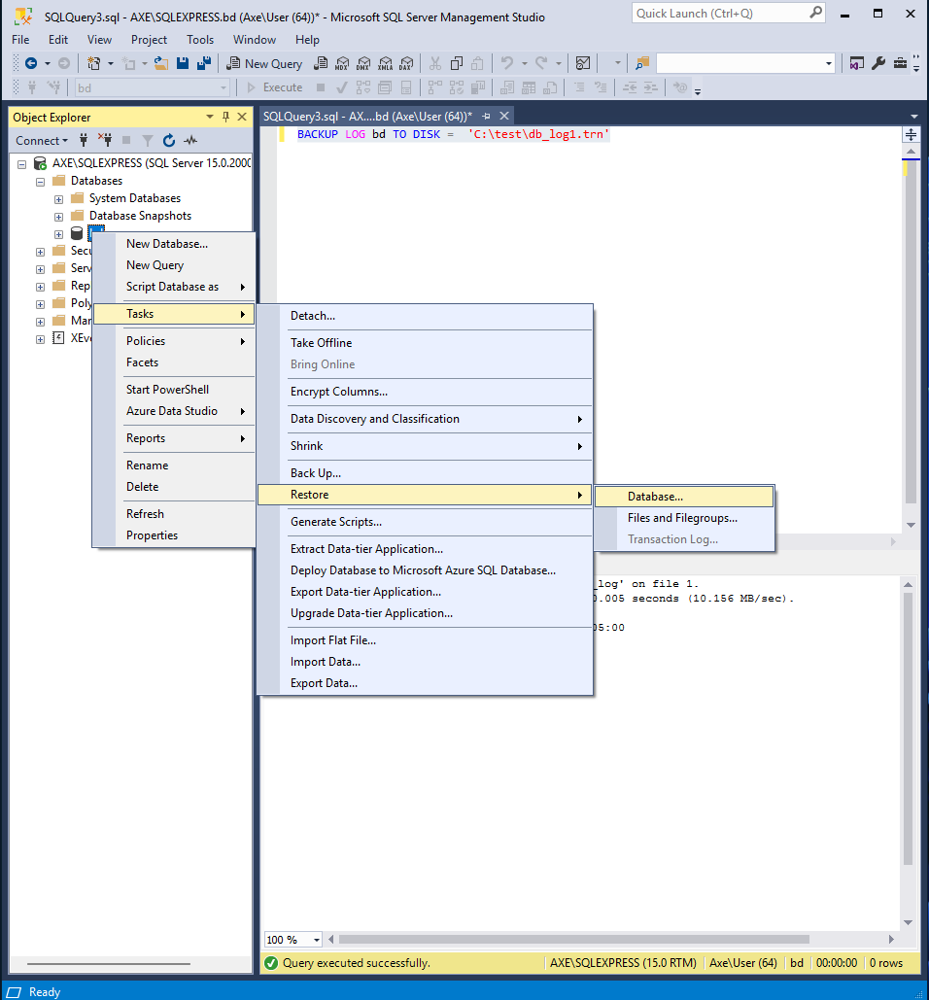 SQLQuery3.sql - AXE\SQLEXPRESS.bd (Axe\User (64))* - Microsoft SQL Server Management Studio
Quick Launch (Ctrl+Q)
File Edit View Project Tools Window Help
New Query MDX DMX XMLA DAX
bd Execute
Object Explorer
SQLQuery3.sql - AX....bd (Axe\User (64))*
Connect
BACKUP LOG bd TO DISK = 'C:\test\db_log1.trn'
AXE\SQLEXPRESS (SQL Server 15.0.2000
Databases
System Databases
Database Snapshots
Secu
Serv
Rep
Poly
Man
XEve
New Database...
New Query
Script Database as
Tasks
Policies
Facets
Start PowerShell
Azure Data Studio
Reports
Rename
Delete
Refresh
Properties
Detach...
Take Offline
Bring Online
Encrypt Columns...
Data Discovery and Classification
Shrink
Back Up...
Restore
Generate Scripts...
Extract Data-tier Application...
Deploy Database to Microsoft Azure SQL Database...
Export Data-tier Application...
Upgrade Data-tier Application...
Import Flat File...
Import Data...
Export Data...
Database...
Files and Filegroups...
Transaction Log...
_log' on file 1.
0.005 seconds (10.156 MB/sec).
05:00
100 %
Query executed successfully. AXE\SQLEXPRESS (15.0 RTM) Axe\User (64) bd 00:00:00 0 rows
Ready